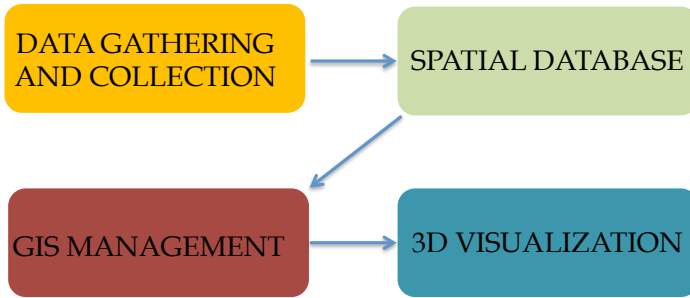 DATA GATHERING
AND COLLECTION
SPATIAL DATABASE
GIS MANAGEMENT
3D VISUALIZATION